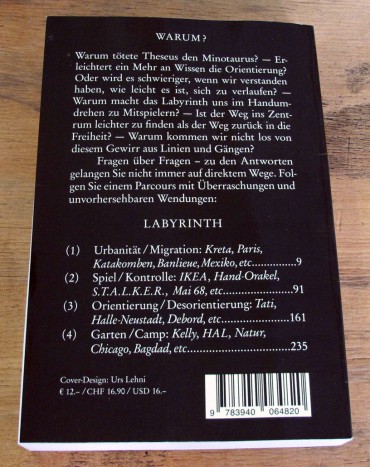 WARUM?
Warum tötete Theseus den Minotaurus? — Er-
leichtert ein Mehr an Wissen die Orientierung?
Oder wird es schwieriger, wenn wir verstanden
haben, wie leicht es ist, sich zu verlaufen? —
Warum macht das Labyrinth uns im Handum-
drehen zu Mitspielern? — Ist der Weg ins Zent-
rum leichter zu finden als der Weg zurück in die
Freiheit? — Warum kommen wir nicht los von
diesem Gewirr aus Linien und Gängen?
Fragen über Fragen – zu den Antworten
gelangen Sie nicht immer auf direktem Wege. Fol-
gen Sie einem Parcours mit Überraschungen und
unvorhersehbaren Wendungen:
LABYRINTH
(1) Urbanität/Migration: Kreta, Paris,
Katakomben, Banlieue, Mexiko, etc..............9
(2) Spiel/Kontrolle: IKEA, Hand-Orakel,
S.T.A.L.K.E.R., Mai 68, etc....................91
(3) Orientierung/Desorientierung: Tati,
Halle-Neustadt, Debord, etc.................161
(4) Garten/Camp: Kelly, HAL, Natur,
Chicago, Bagdad, etc..........................235
Cover-Design: Urs Lehni
€ 12.– / CHF 16.90 / USD 16.–
9 783940 064820